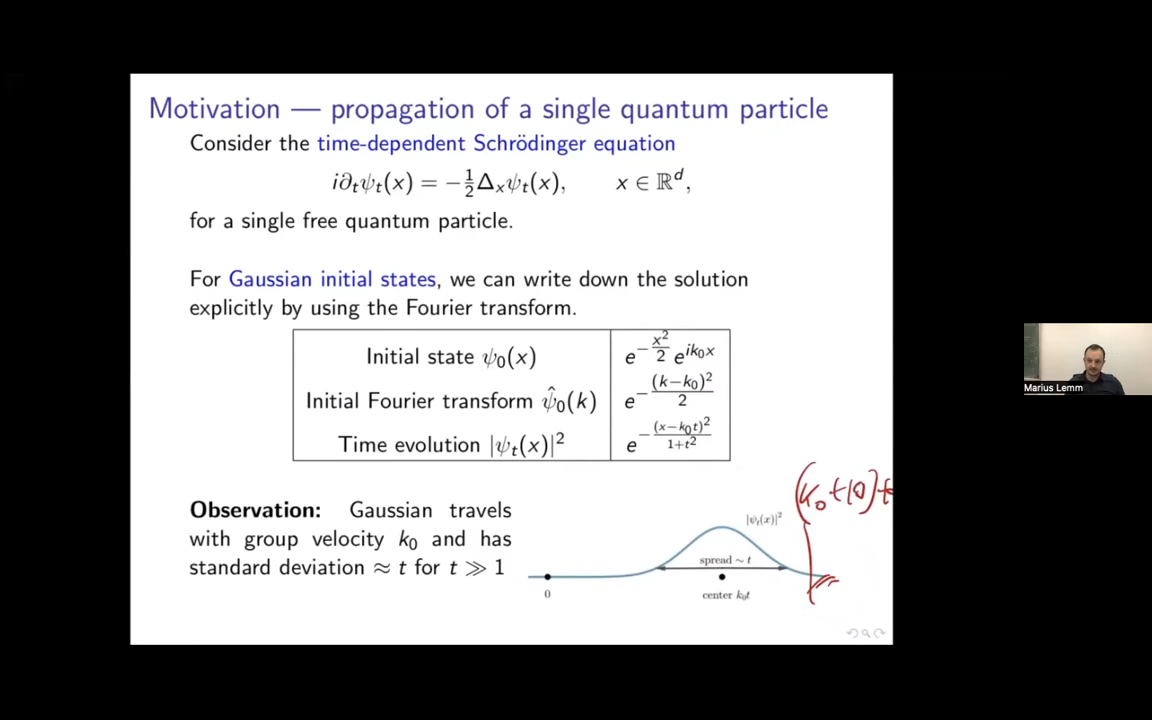 Motivation — propagation of a single quantum particle
Consider the time-dependent Schrödinger equation
i∂ₜψₜ(x) = −½Δₓψₜ(x), x ∈ ℝᵈ,
for a single free quantum particle.
For Gaussian initial states, we can write down the solution
explicitly by using the Fourier transform.
Initial state ψ₀(x) e^{−x²/2} e^{ik₀x}
Initial Fourier transform ψ̂₀(k) e^{−(k−k₀)²/2}
Time evolution |ψₜ(x)|² e^{−(x−k₀t)²/(1+t²)}
Observation: Gaussian travels
with group velocity k₀ and has
standard deviation ≈ t for t ≫ 1
(k₀+10)t
|ψₜ(x)|²
spread ~ t
0
center k₀t
Marius Lemm